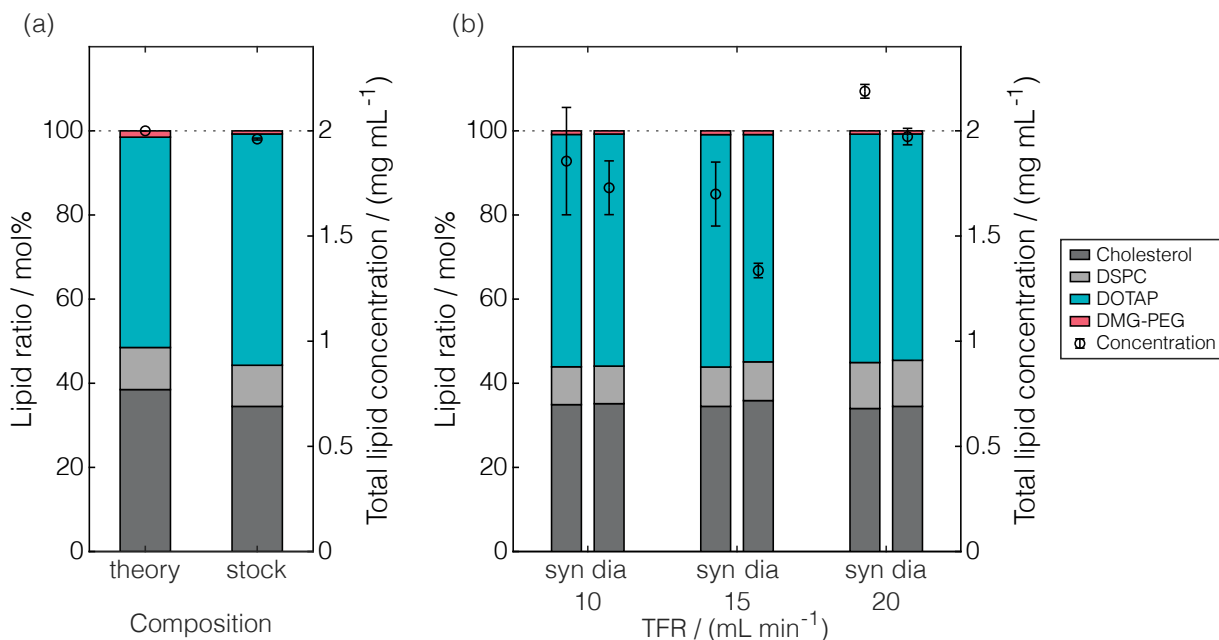 (a)
(b)
Lipid ratio / mol%
100
80
60
40
20
0
2
1.5
1
0.5
0
Total lipid concentration / (mg mL⁻¹)
theory stock
Composition
Lipid ratio / mol%
100
80
60
40
20
0
2
1.5
1
0.5
0
Total lipid concentration / (mg mL⁻¹)
syn dia syn dia syn dia
10 15 20
TFR / (mL min⁻¹)
Cholesterol
DSPC
DOTAP
DMG-PEG
Concentration